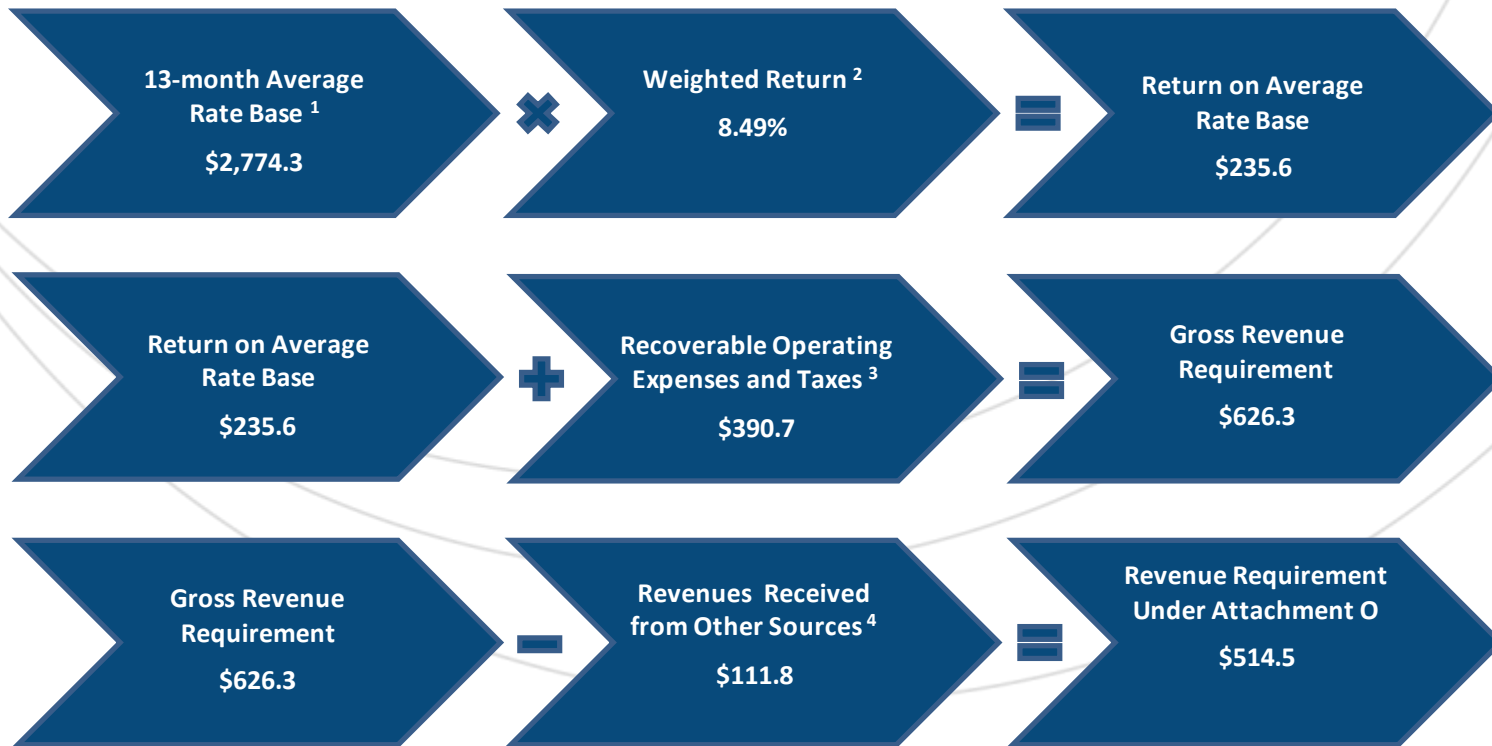 13-month Average
Rate Base 1
$2,774.3
Weighted Return 2
8.49%
Return on Average
Rate Base
$235.6
Return on Average
Rate Base
$235.6
Recoverable Operating
Expenses and Taxes 3
$390.7
Gross Revenue
Requirement
$626.3
Gross Revenue
Requirement
$626.3
Revenues Received
from Other Sources 4
$111.8
Revenue Requirement
Under Attachment O
$514.5